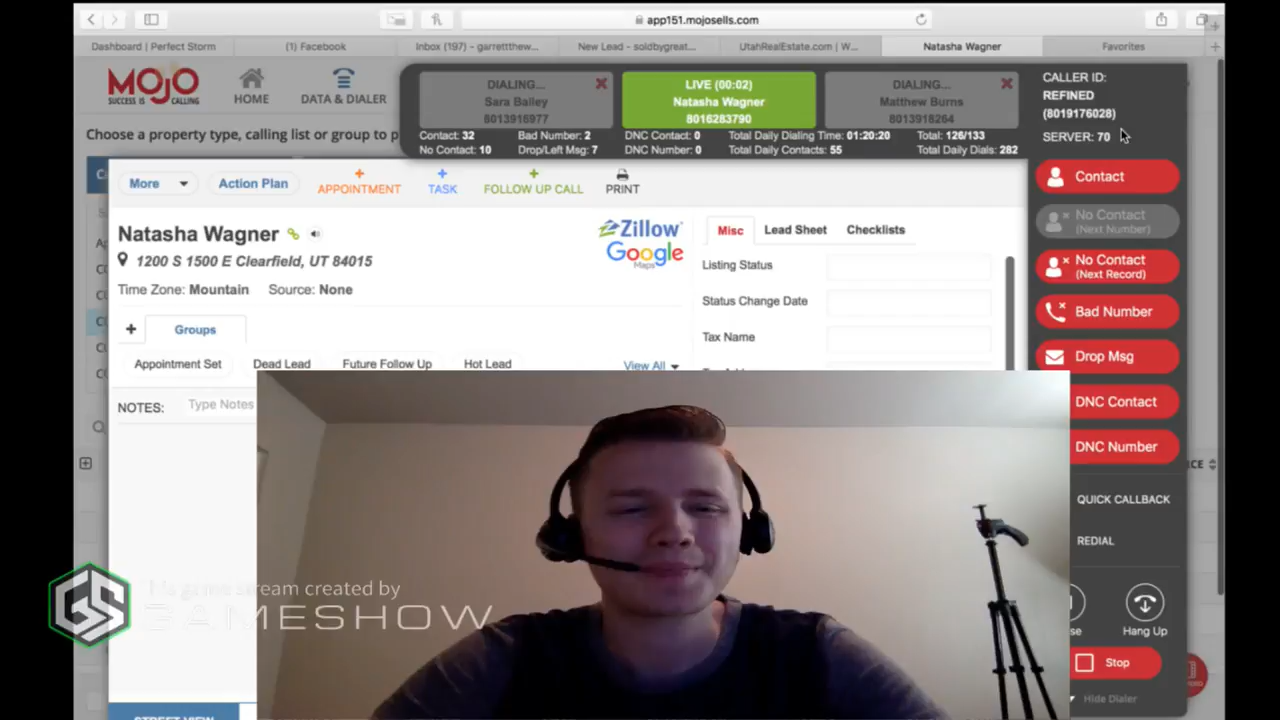 app151.mojosells.com
Dashboard | Perfect Storm
(1) Facebook
Inbox (197) - garrettthew...
New Lead - soldbygreat...
UtahRealEstate.com | W...
Natasha Wagner
Favorites
MOJO
SUCCESS IS CALLING
HOME
DATA & DIALER
DIALING...
Sara Bailey
8013916977
LIVE (00:02)
Natasha Wagner
8016283790
DIALING...
Matthew Burns
8013918264
CALLER ID:
REFINED
(8019176028)
SERVER: 70
Contact: 32
Bad Number: 2
DNC Contact: 0
Total Daily Dialing Time: 01:20:20
Total: 126/133
No Contact: 10
Drop/Left Msg: 7
DNC Number: 0
Total Daily Contacts: 55
Total Daily Dials: 282
Choose a property type, calling list or group to p
More
Action Plan
APPOINTMENT
TASK
FOLLOW UP CALL
PRINT
Natasha Wagner
1200 S 1500 E Clearfield, UT 84015
Time Zone: Mountain
Source: None
Zillow
Google
Maps
Misc
Lead Sheet
Checklists
Listing Status
Status Change Date
Tax Name
Groups
Appointment Set
Dead Lead
Future Follow Up
Hot Lead
View All
NOTES:
Type Notes
Contact
No Contact
(Next Number)
No Contact
(Next Record)
Bad Number
Drop Msg
DNC Contact
DNC Number
QUICK CALLBACK
REDIAL
Hang Up
Stop
Hide Dialer
GS
game stream created by
GAMESHOW
STREET VIEW